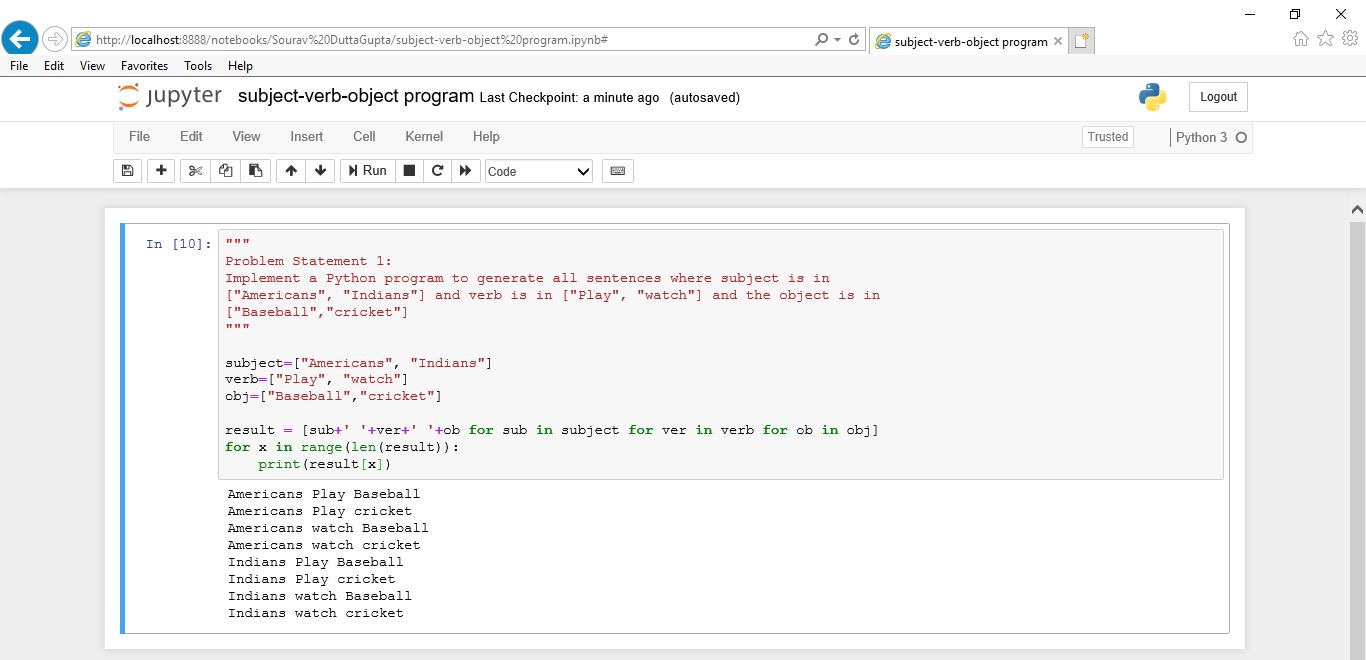 http://localhost:8888/notebooks/Sourav%20DuttaGupta/subject-verb-object%20program.ipynb#
subject-verb-object program
File Edit View Favorites Tools Help
jupyter subject-verb-object program Last Checkpoint: a minute ago (autosaved)
Logout
File Edit View Insert Cell Kernel Help
Trusted
Python 3
Run
Code
In [10]:
"""
Problem Statement 1:
Implement a Python program to generate all sentences where subject is in
["Americans", "Indians"] and verb is in ["Play", "watch"] and the object is in
["Baseball","cricket"]
"""
subject=["Americans", "Indians"]
verb=["Play", "watch"]
obj=["Baseball","cricket"]
result = [sub+' '+ver+' '+ob for sub in subject for ver in verb for ob in obj]
for x in range(len(result)):
    print(result[x])
Americans Play Baseball
Americans Play cricket
Americans watch Baseball
Americans watch cricket
Indians Play Baseball
Indians Play cricket
Indians watch Baseball
Indians watch cricket